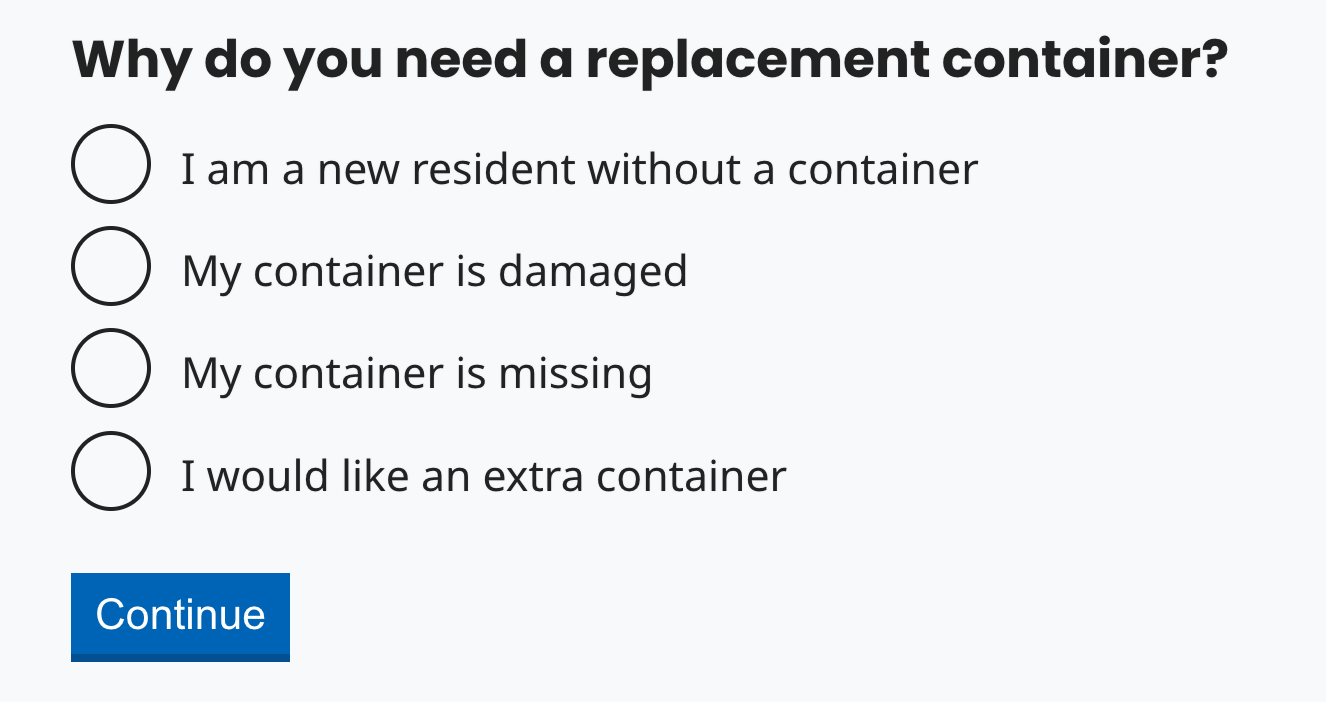 Why do you need a replacement container?
I am a new resident without a container
My container is damaged
My container is missing
I would like an extra container
Continue